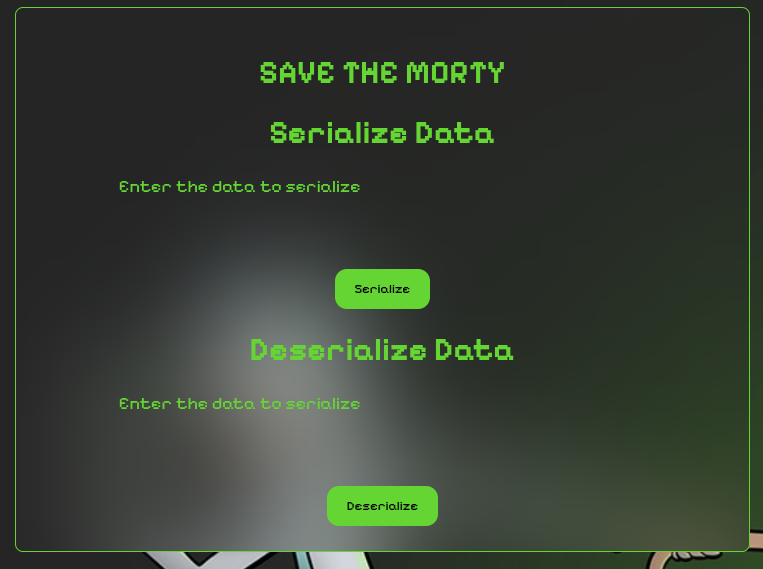 SAVE THE MORTY
Serialize Data
Enter the data to serialize
Serialize
Deserialize Data
Enter the data to serialize
Deserialize